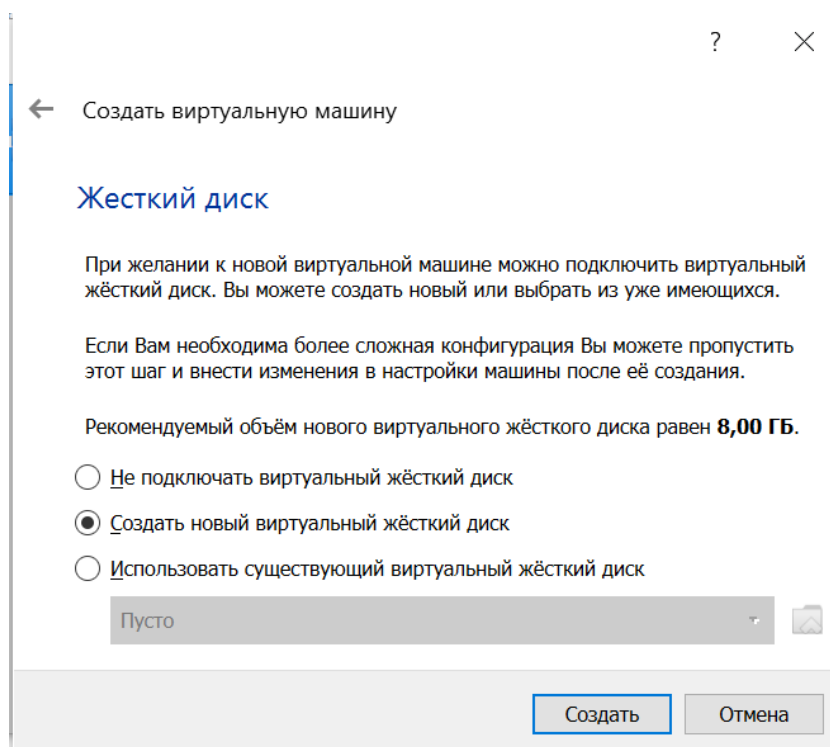 ?
Создать виртуальную машину
Жесткий диск
При желании к новой виртуальной машине можно подключить виртуальный
жёсткий диск. Вы можете создать новый или выбрать из уже имеющихся.
Если Вам необходима более сложная конфигурация Вы можете пропустить
этот шаг и внести изменения в настройки машины после её создания.
Рекомендуемый объём нового виртуального жёсткого диска равен 8,00 ГБ.
Не подключать виртуальный жёсткий диск
Создать новый виртуальный жёсткий диск
Использовать существующий виртуальный жёсткий диск
Пусто
Создать Отмена